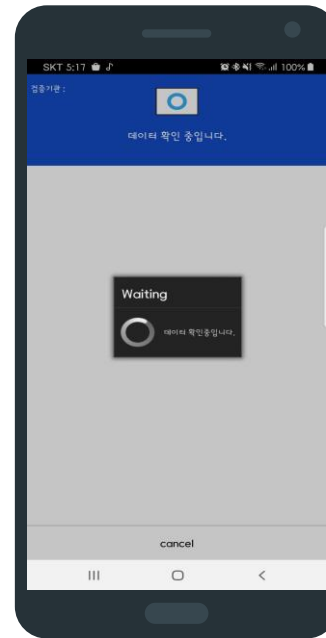 SKT 5:17
100%
검증기관 :
데이터 확인 중입니다.
Waiting
데이터 확인중입니다.
cancel